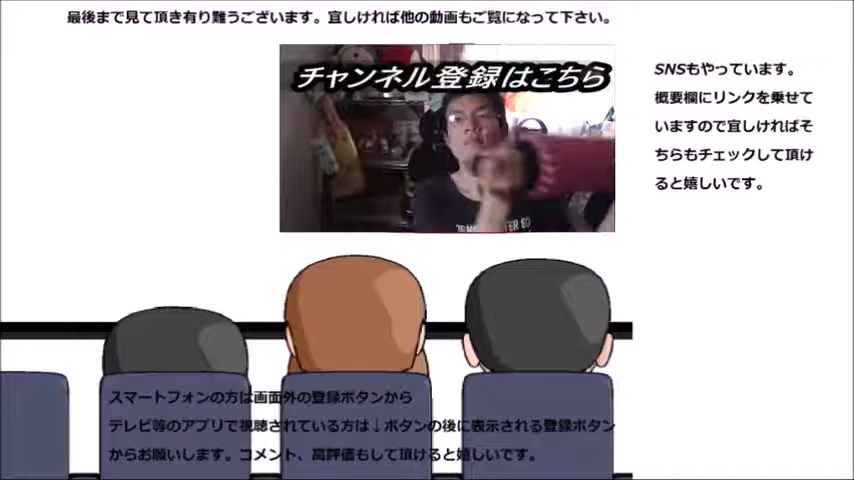 最後まで見て頂き有り難うございます。宜しければ他の動画もご覧になって下さい。
チャンネル登録はこちら
SNSもやっています。
概要欄にリンクを乗せて
いますので宜しければそ
ちらもチェックして頂け
ると嬉しいです。
スマートフォンの方は画面外の登録ボタンから
テレビ等のアプリで視聴されている方は↓ボタンの後に表示される登録ボタン
からお願いします。コメント、高評価もして頂けると嬉しいです。